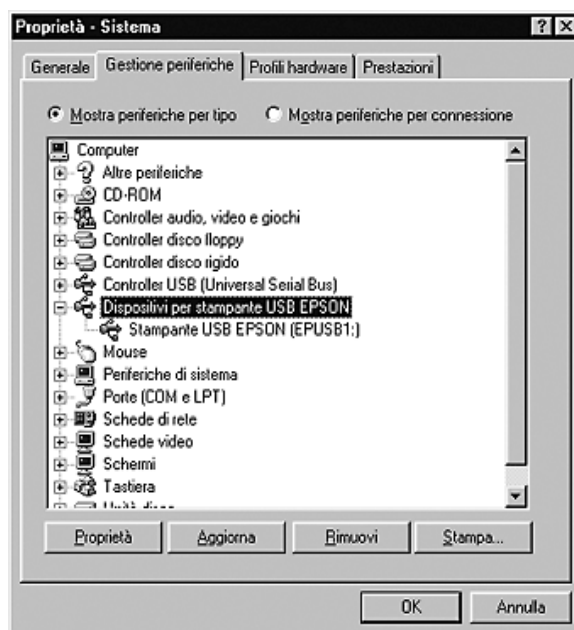 Proprietà - Sistema
Generale Gestione periferiche Profili hardware Prestazioni
Mostra periferiche per tipo Mostra periferiche per connessione
Computer
Altre periferiche
CD-ROM
Controller audio, video e giochi
Controller disco floppy
Controller disco rigido
Controller USB (Universal Serial Bus)
Dispositivi per stampante USB EPSON
Stampante USB EPSON (EPUSB1:)
Mouse
Periferiche di sistema
Porte (COM e LPT)
Schede di rete
Schede video
Schermi
Tastiera
Unità disco
Proprietà Aggiorna Rimuovi Stampa...
OK Annulla